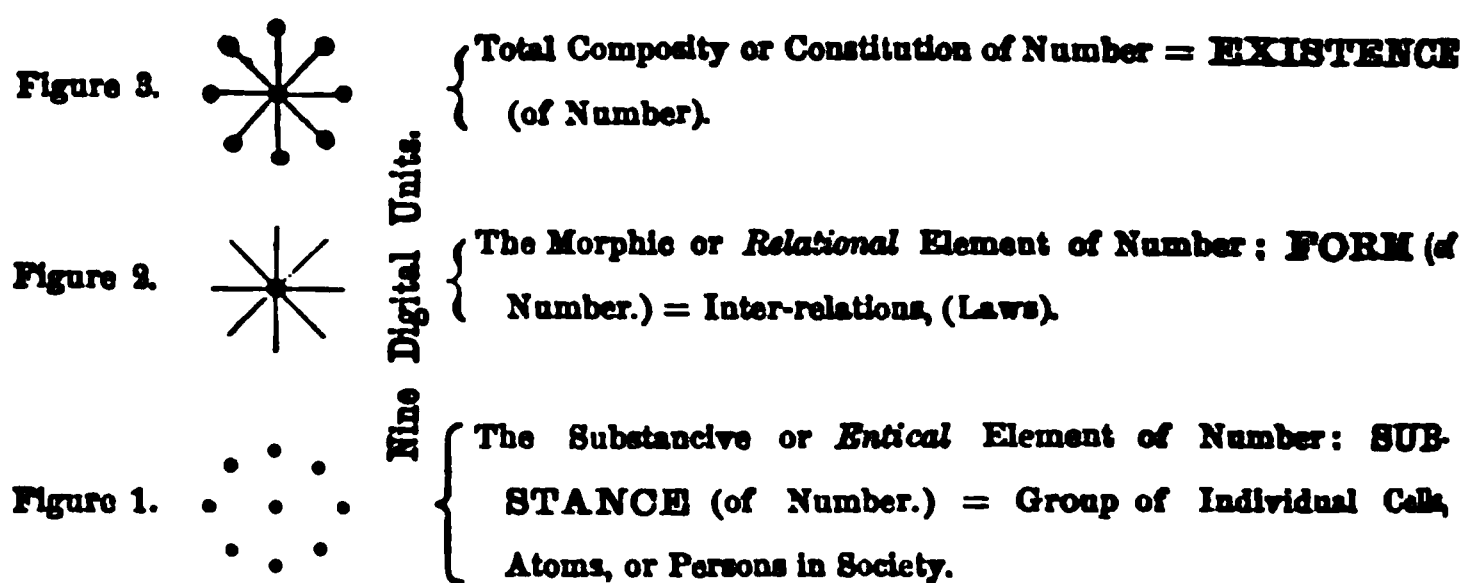 Figure 3.
Total Composity or Constitution of Number = EXISTENCE
(of Number).
Nine Digital Units.
Figure 2.
The Morphic or Relational Element of Number; FORM (of
Number.) = Inter-relations, (Laws).
Figure 1.
The Substancive or Entical Element of Number: SUB-
STANCE (of Number.) = Group of Individual Cells,
Atoms, or Persons in Society.